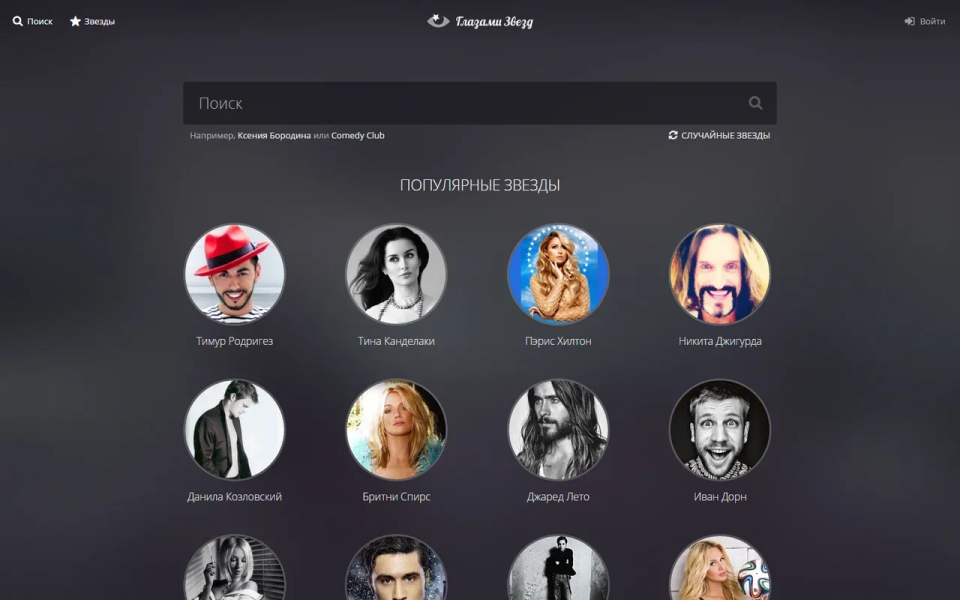 Поиск Звезды Глазами Звезд Войти
Поиск
Например, Ксения Бородина или Comedy Club СЛУЧАЙНЫЕ ЗВЕЗДЫ
ПОПУЛЯРНЫЕ ЗВЕЗДЫ
Тимур Родригез Тина Канделаки Пэрис Хилтон Никита Джигурда
Данила Козловский Бритни Спирс Джаред Лето Иван Дорн